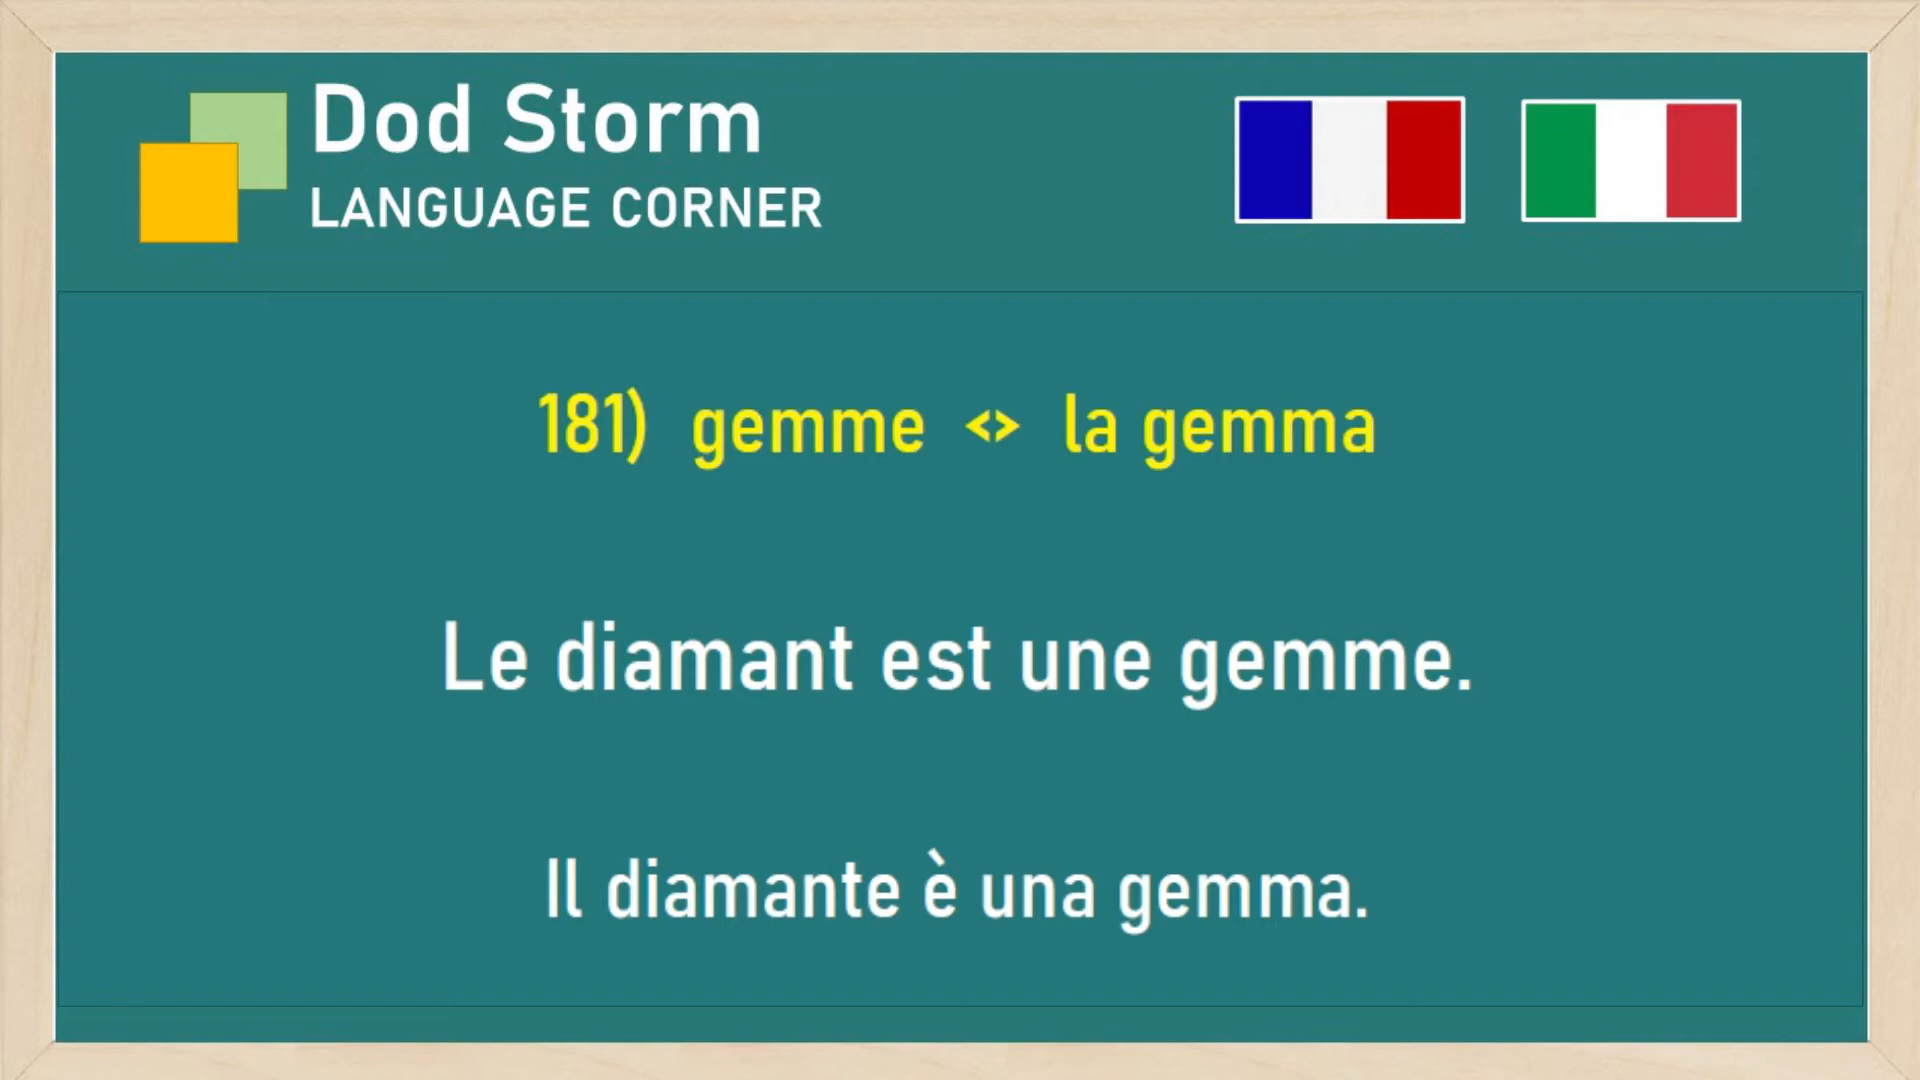 Dod Storm
LANGUAGE CORNER
181) gemme <> la gemma
Le diamant est une gemme.
Il diamante è una gemma.